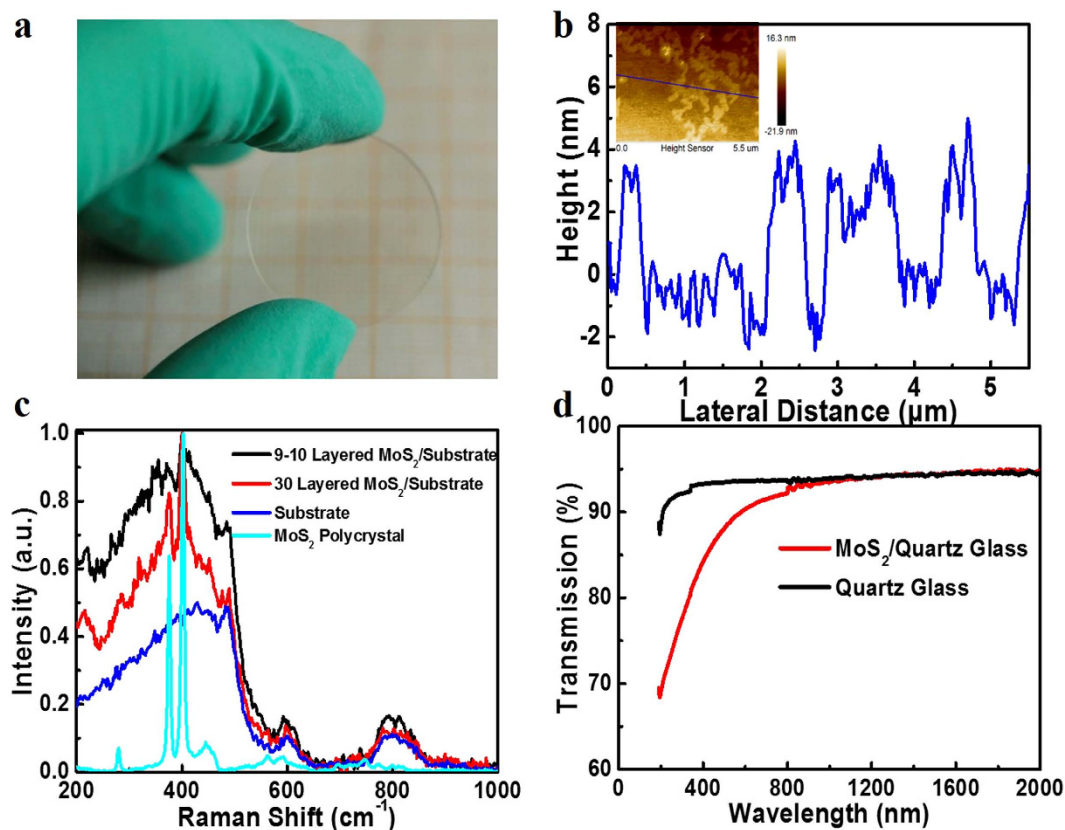 a
b
Height (nm)
8
6
4
2
0
-2
16.3 nm
-21.9 nm
0.0
Height Sensor
5.5 um
0
1
2
3
4
5
Lateral Distance (µm)
c
Intensity (a.u.)
1.0
0.8
0.6
0.4
0.2
0.0
9-10 Layered MoS₂/Substrate
30 Layered MoS₂/Substrate
Substrate
MoS₂ Polycrystal
200
400
600
800
1000
Raman Shift (cm⁻¹)
d
Transmission (%)
100
90
80
70
60
MoS₂/Quartz Glass
Quartz Glass
0
400
800
1200
1600
2000
Wavelength (nm)